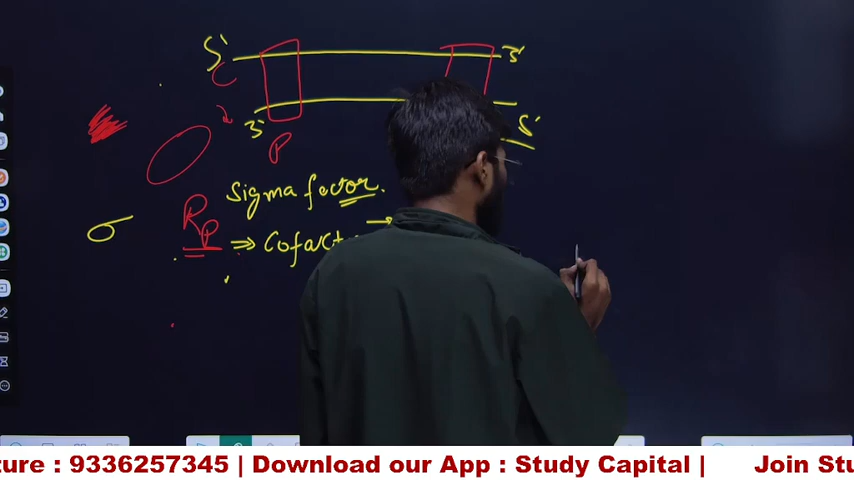 5' 3'
C
3' P 5'
Sigma factor.
σ Rp ⇒ Cofact
ture : 9336257345 | Download our App : Study Capital | Join Stu